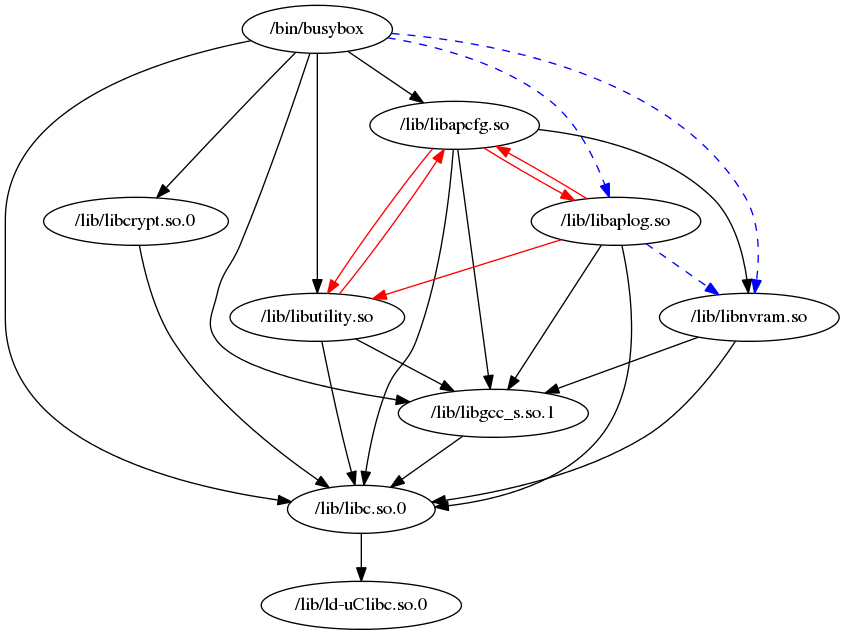 /bin/busybox
/lib/libapcfg.so
/lib/libcrypt.so.0
/lib/libaplog.so
/lib/libutility.so
/lib/libnvram.so
/lib/libgcc_s.so.1
/lib/libc.so.0
/lib/ld-uClibc.so.0